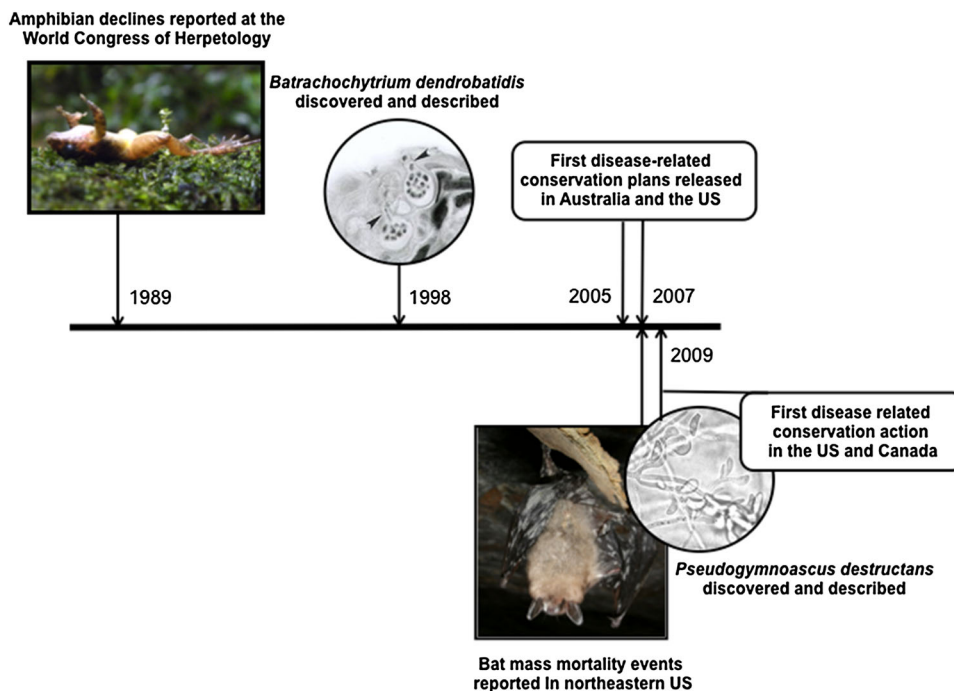 Amphibian declines reported at the
World Congress of Herpetology
Batrachochytrium dendrobatidis
discovered and described
First disease-related
conservation plans released
in Australia and the US
1989
1998
2005
2007
2009
First disease related
conservation action
in the US and Canada
Pseudogymnoascus destructans
discovered and described
Bat mass mortality events
reported In northeastern US